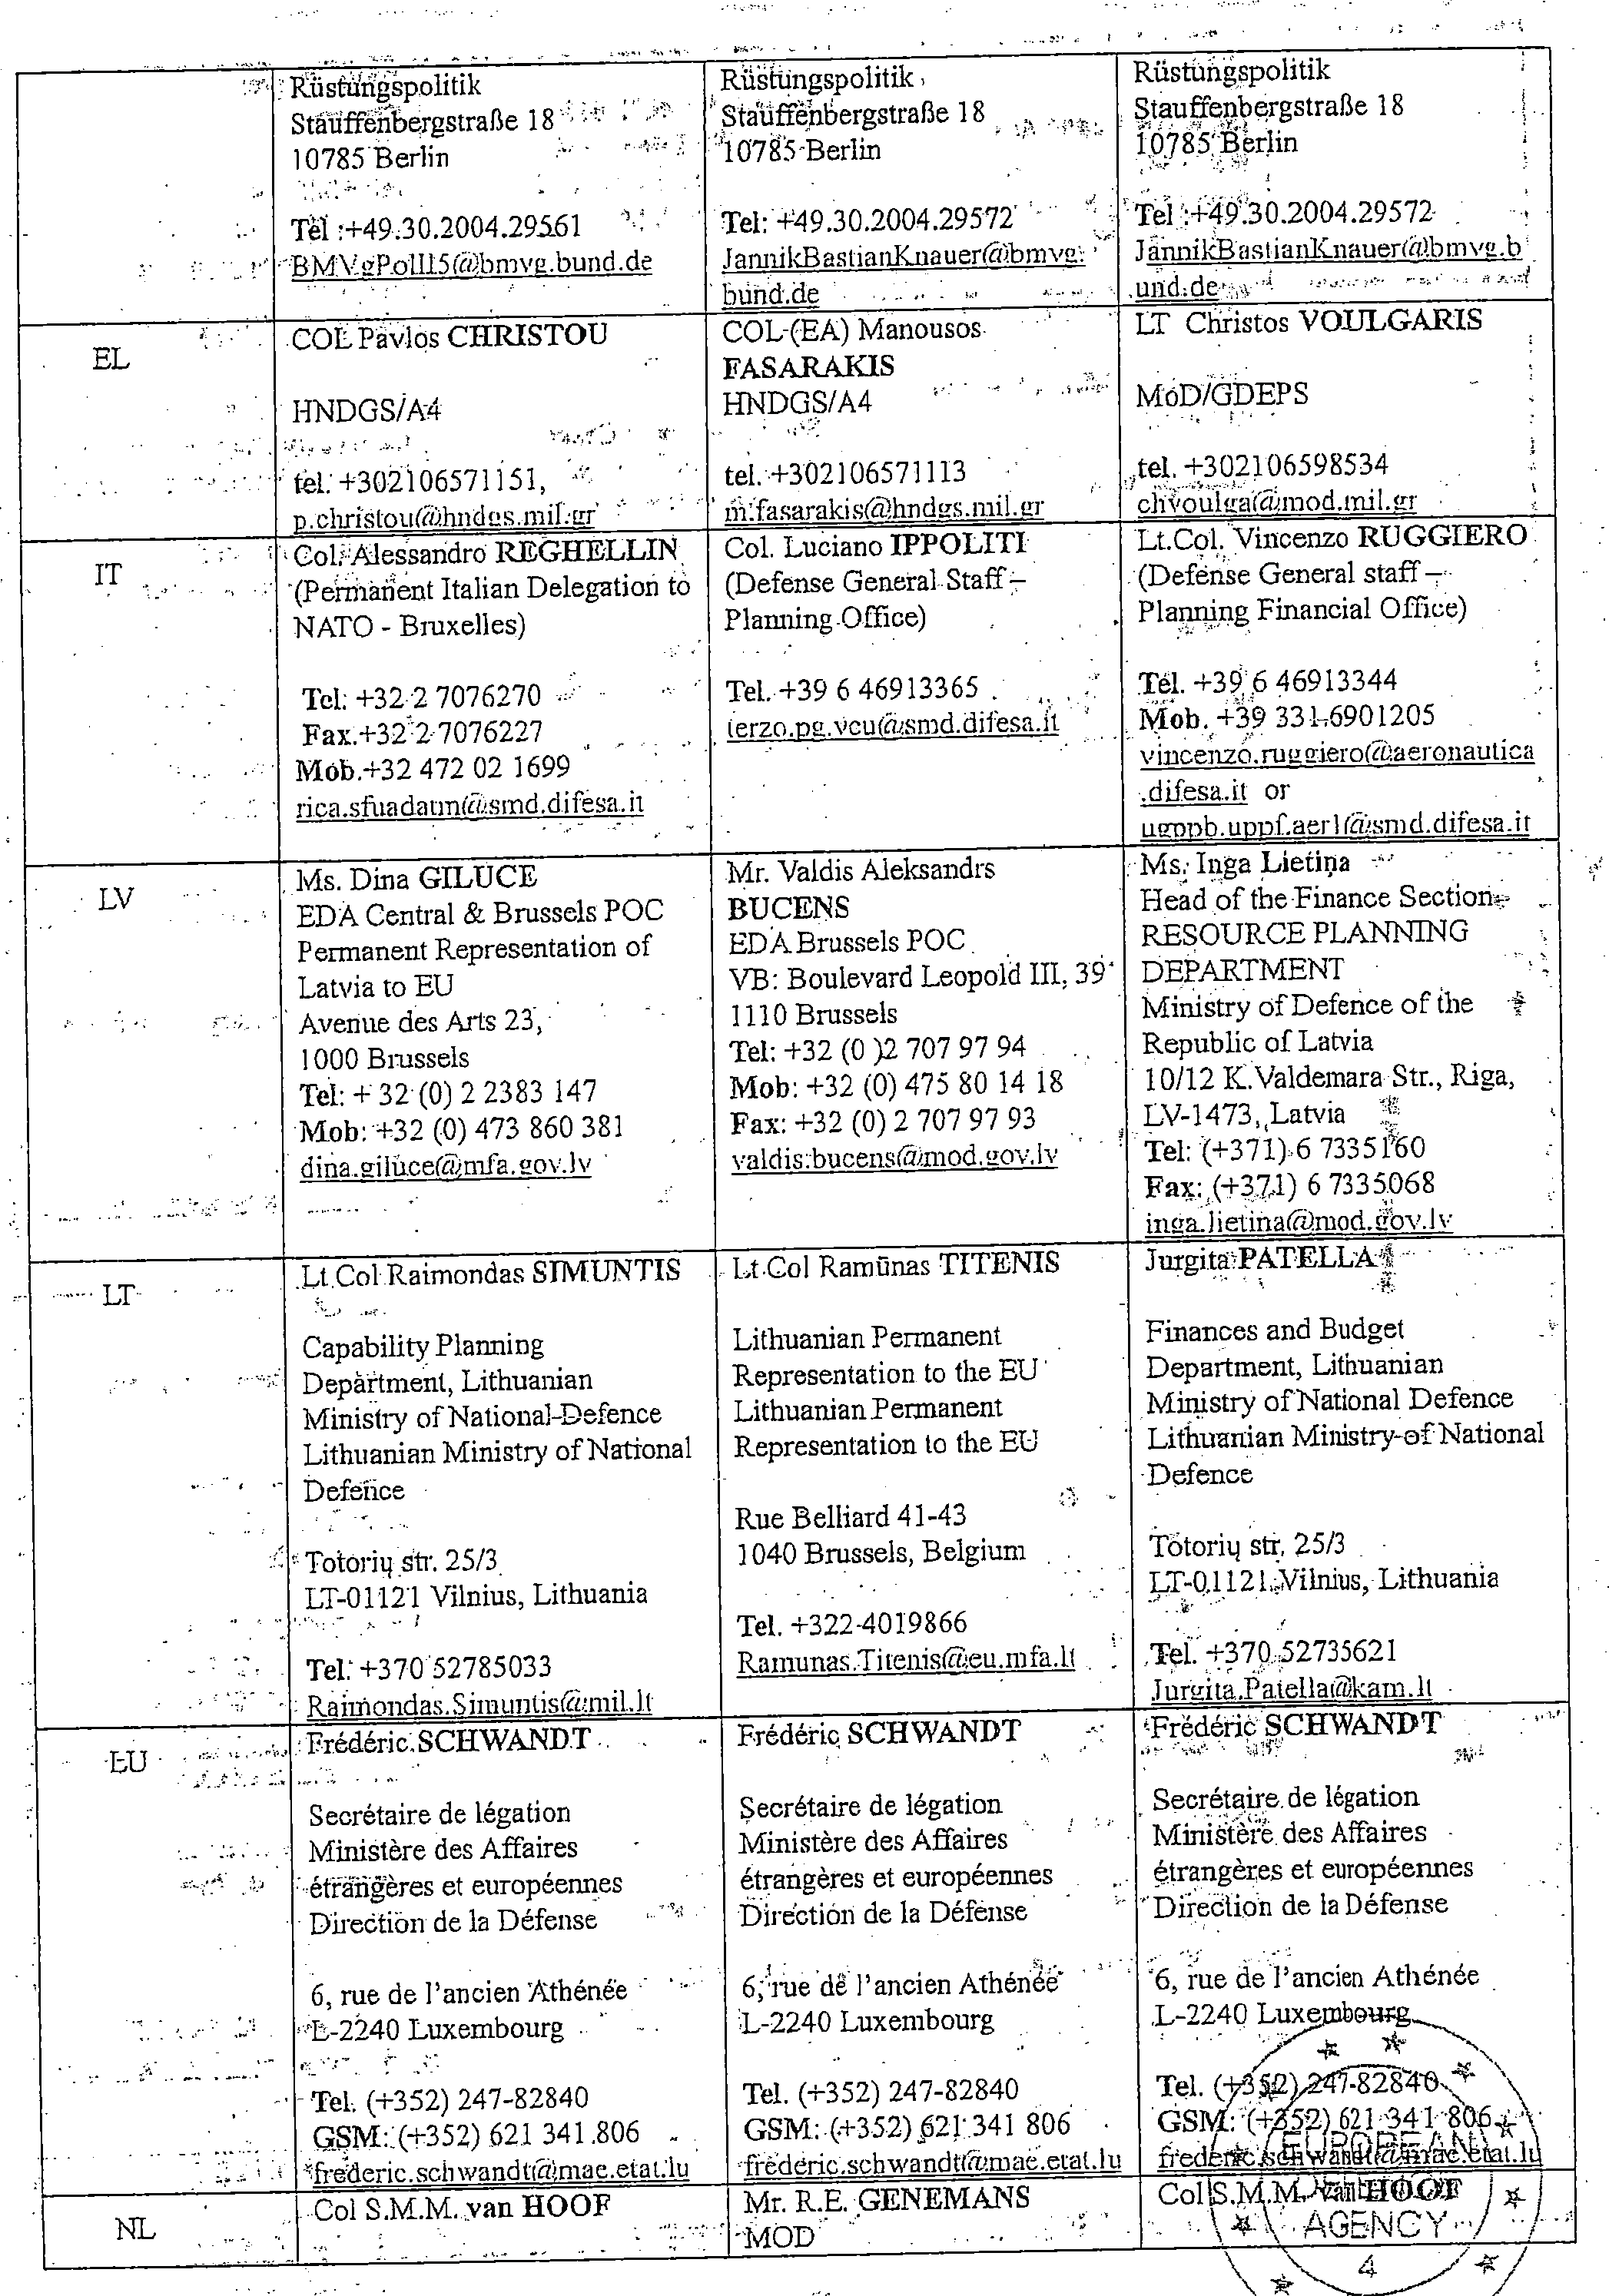 Rüstungspolitik
Stauffenbergstraße 18
10785 Berlin
Tel :+49.30.2004.29561
BMVgPolII5@bmvg.bund.de
Rüstungspolitik
Stauffenbergstraße 18
10785 Berlin
Tel: +49.30.2004.29572
JannikBastianKnauer@bmvg.
bund.de
Rüstungspolitik
Stauffenbergstraße 18
10785 Berlin
Tel :+49.30.2004.29572
JannikBastianKnauer@bmvg.b
und.de
EL
COL Pavlos CHRISTOU
HNDGS/A4
tel. +302106571151,
p.christou@hndgs.mil.gr
COL (EA) Manousos
FASARAKIS
HNDGS/A4
tel. +302106571113
m.fasarakis@hndgs.mil.gr
LT Christos VOULGARIS
MoD/GDEPS
tel. +302106598534
chvoulga@mod.mil.gr
IT
Col. Alessandro REGHELLIN
(Permanent Italian Delegation to
NATO - Bruxelles)
Tel: +32 2 7076270
Fax.+32 2 7076227
Mob.+32 472 02 1699
rica.sfuadatm@smd.difesa.it
Col. Luciano IPPOLITI
(Defense General Staff –
Planning Office)
Tel. +39 6 46913365
terzo.pg.vcu@smd.difesa.it
Lt.Col. Vincenzo RUGGIERO
(Defense General staff –
Planning Financial Office)
Tel. +39 6 46913344
Mob. +39 331 6901205
vincenzo.ruggiero@aeronautica
.difesa.it or
ugppb.uppf.aer1@smd.difesa.it
LV
Ms. Dina GILUCE
EDA Central & Brussels POC
Permanent Representation of
Latvia to EU
Avenue des Arts 23,
1000 Brussels
Tel: + 32 (0) 2 2383 147
Mob: +32 (0) 473 860 381
dina.giluce@mfa.gov.lv
Mr. Valdis Aleksandrs
BUCENS
EDA Brussels POC
VB: Boulevard Leopold III, 39
1110 Brussels
Tel: +32 (0 )2 707 97 94
Mob: +32 (0) 475 80 14 18
Fax: +32 (0) 2 707 97 93
valdis.bucens@mod.gov.lv
Ms. Inga Lietiņa
Head of the Finance Section
RESOURCE PLANNING
DEPARTMENT
Ministry of Defence of the
Republic of Latvia
10/12 K.Valdemara Str., Riga,
LV-1473, Latvia
Tel: (+371) 6 7335160
Fax: (+371) 6 7335068
inga.lietina@mod.gov.lv
LT
Lt.Col Raimondas SIMUNTIS
Capability Planning
Department, Lithuanian
Ministry of National Defence
Lithuanian Ministry of National
Defence
Totorių str. 25/3
LT-01121 Vilnius, Lithuania
Tel: +370 52785033
Raimondas.Simuntis@mil.lt
Lt.Col Ramūnas TITENIS
Lithuanian Permanent
Representation to the EU
Lithuanian Permanent
Representation to the EU
Rue Belliard 41-43
1040 Brussels, Belgium
Tel. +322 4019866
Ramunas.Titenis@eu.mfa.lt
Jurgita PATELLA
Finances and Budget
Department, Lithuanian
Ministry of National Defence
Lithuanian Ministry of National
Defence
Totorių str. 25/3
LT-01121 Vilnius, Lithuania
Tel. +370 52735621
Jurgita.Patella@kam.lt
LU
Frédéric SCHWANDT
Secrétaire de légation
Ministère des Affaires
étrangères et européennes
Direction de la Défense
6, rue de l'ancien Athénée
L-2240 Luxembourg
Tel. (+352) 247-82840
GSM: (+352) 621 341 806
frederic.schwandt@mae.etat.lu
Frédéric SCHWANDT
Secrétaire de légation
Ministère des Affaires
étrangères et européennes
Direction de la Défense
6, rue de l'ancien Athénée
L-2240 Luxembourg
Tel. (+352) 247-82840
GSM: (+352) 621 341 806
frederic.schwandt@mae.etat.lu
Frédéric SCHWANDT
Secrétaire de légation
Ministère des Affaires
étrangères et européennes
Direction de la Défense
6, rue de l'ancien Athénée
L-2240 Luxembourg
Tel. (+352) 247-82840
GSM: (+352) 621 341 806
frederic.schwandt@mae.etat.lu
NL
Col S.M.M. van HOOF
Mr. R.E. GENEMANS
MOD
Col S.M.M. van HOOF
EUROPEAN
AGENCY
4